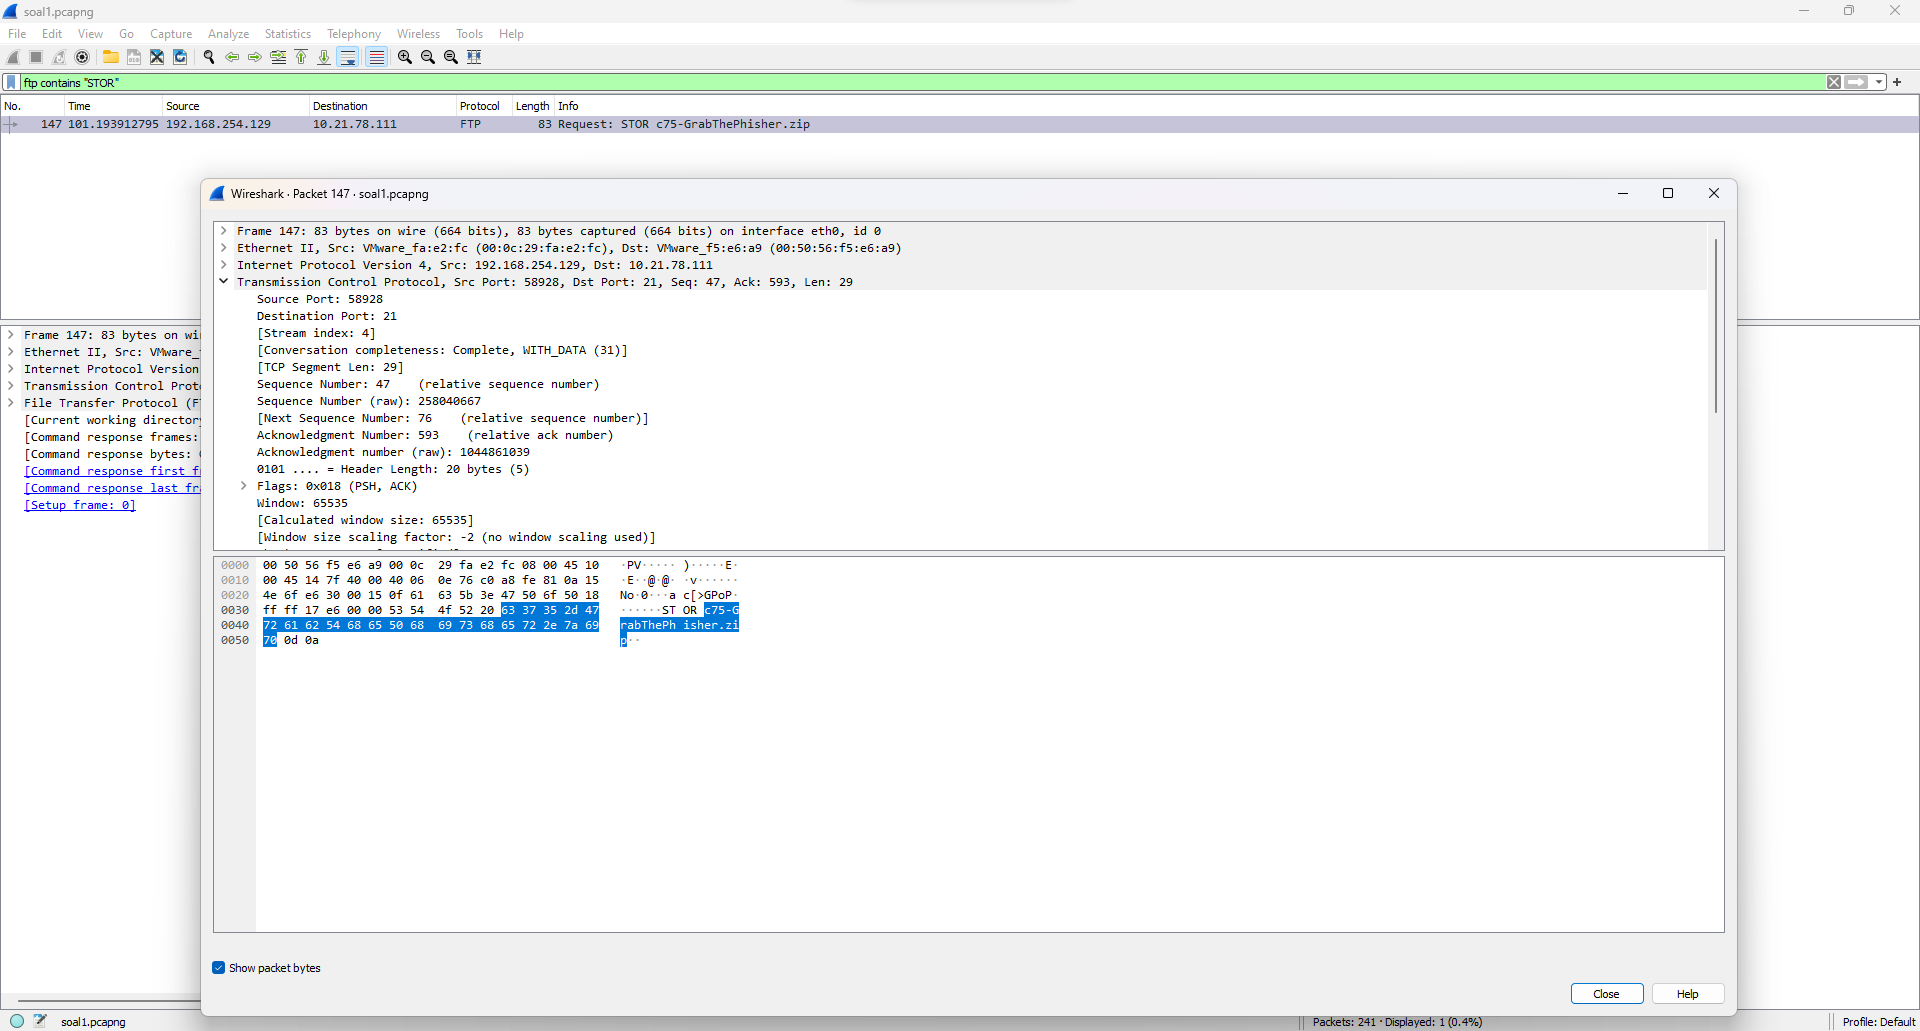 soal1.pcapng
File Edit View Go Capture Analyze Statistics Telephony Wireless Tools Help
ftp contains "STOR"
No. Time Source Destination Protocol Length Info
147 101.193912795 192.168.254.129 10.21.78.111 FTP 83 Request: STOR c75-GrabThePhisher.zip
Wireshark · Packet 147 · soal1.pcapng
Frame 147: 83 bytes on wire (664 bits), 83 bytes captured (664 bits) on interface eth0, id 0
Ethernet II, Src: VMware_fa:e2:fc (00:0c:29:fa:e2:fc), Dst: VMware_f5:e6:a9 (00:50:56:f5:e6:a9)
Internet Protocol Version 4, Src: 192.168.254.129, Dst: 10.21.78.111
Transmission Control Protocol, Src Port: 58928, Dst Port: 21, Seq: 47, Ack: 593, Len: 29
Source Port: 58928
Destination Port: 21
[Stream index: 4]
[Conversation completeness: Complete, WITH_DATA (31)]
[TCP Segment Len: 29]
Sequence Number: 47 (relative sequence number)
Sequence Number (raw): 258040667
[Next Sequence Number: 76 (relative sequence number)]
Acknowledgment Number: 593 (relative ack number)
Acknowledgment number (raw): 1044861039
0101 .... = Header Length: 20 bytes (5)
Flags: 0x018 (PSH, ACK)
Window: 65535
[Calculated window size: 65535]
[Window size scaling factor: -2 (no window scaling used)]
0000 00 50 56 f5 e6 a9 00 0c 29 fa e2 fc 08 00 45 10 ·PV····· )·····E·
0010 00 45 14 7f 40 00 40 06 0e 76 c0 a8 fe 81 0a 15 ·E··@·@· ·v······
0020 4e 6f e6 30 00 15 0f 61 63 5b 3e 47 50 6f 50 18 No·0···a c[>GPoP·
0030 ff ff 17 e6 00 00 53 54 4f 52 20 63 37 35 2d 47 ······ST OR c75-G
0040 72 61 62 54 68 65 50 68 69 73 68 65 72 2e 7a 69 rabThePh isher.zi
0050 70 0d 0a p··
Show packet bytes
Close Help
Frame 147: 83 bytes on wi
Ethernet II, Src: VMware_
Internet Protocol Version
Transmission Control Prot
File Transfer Protocol (F
[Current working directory
[Command response frames:
[Command response bytes:
[Command response first f
[Command response last fr
[Setup frame: 0]
soal1.pcapng Packets: 241 · Displayed: 1 (0.4%) Profile: Default